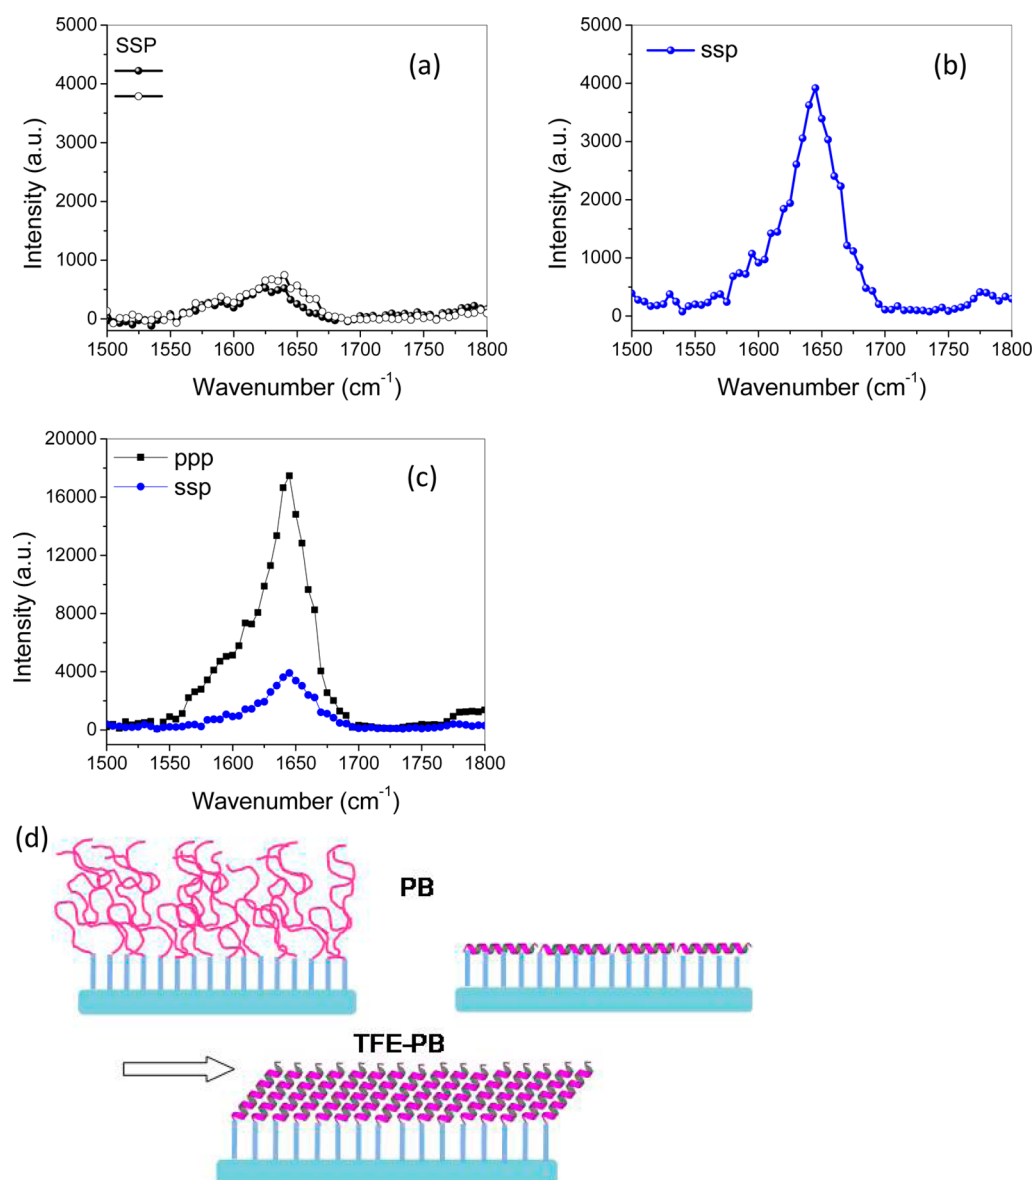 5000
SSP
(a)
4000
3000
2000
1000
0
1500 1550 1600 1650 1700 1750 1800
Intensity (a.u.)
Wavenumber (cm⁻¹)
5000
ssp
(b)
4000
3000
2000
1000
0
1500 1550 1600 1650 1700 1750 1800
Intensity (a.u.)
Wavenumber (cm⁻¹)
20000
ppp
ssp
(c)
16000
12000
8000
4000
0
1500 1550 1600 1650 1700 1750 1800
Intensity (a.u.)
Wavenumber (cm⁻¹)
(d)
PB
TFE-PB